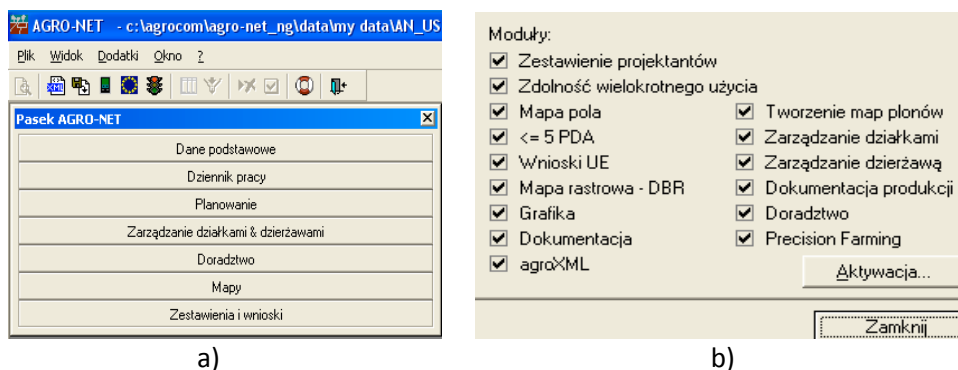 AGRO-NET - c:\agrocom\agro-net_ng\data\my data\AN_US
Plik Widok Dodatki Okno ?
XML
Pasek AGRO-NET
Dane podstawowe
Dziennik pracy
Planowanie
Zarządzanie działkami & dzierżawami
Doradztwo
Mapy
Zestawienia i wnioski
a)
Moduły:
Zestawienie projektantów
Zdolność wielokrotnego użycia
Mapa pola
<= 5 PDA
Wnioski UE
Mapa rastrowa - DBR
Grafika
Dokumentacja
agroXML
Tworzenie map plonów
Zarządzanie działkami
Zarządzanie dzierżawą
Dokumentacja produkcji
Doradztwo
Precision Farming
Aktywacja...
Zamknij
b)